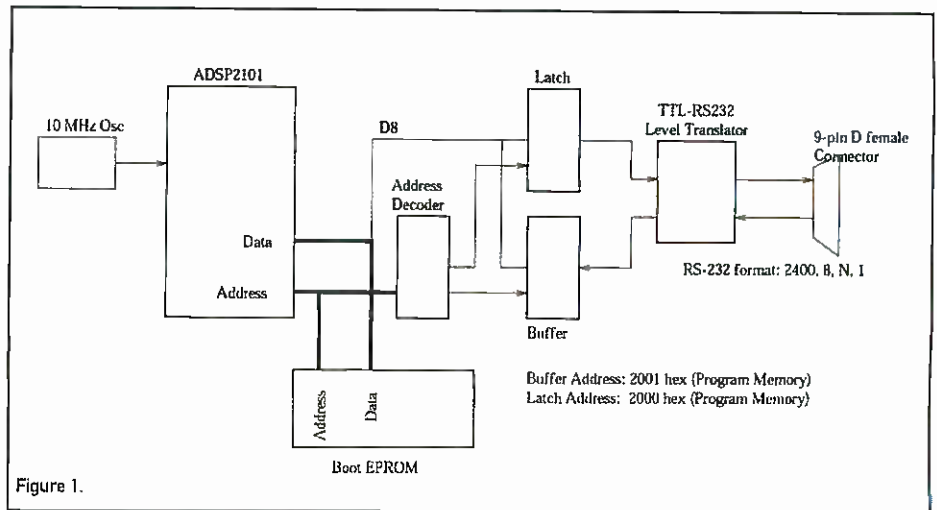 ADSP2101
10 MHz Osc
Data
Address
D8
Address
Decoder
Latch
Buffer
TTL-RS232
Level Translator
9-pin D female
Connector
RS-232 format: 2400, 8, N, 1
Buffer Address: 2001 hex (Program Memory)
Latch Address: 2000 hex (Program Memory)
Address
Data
Boot EPROM
Figure 1.